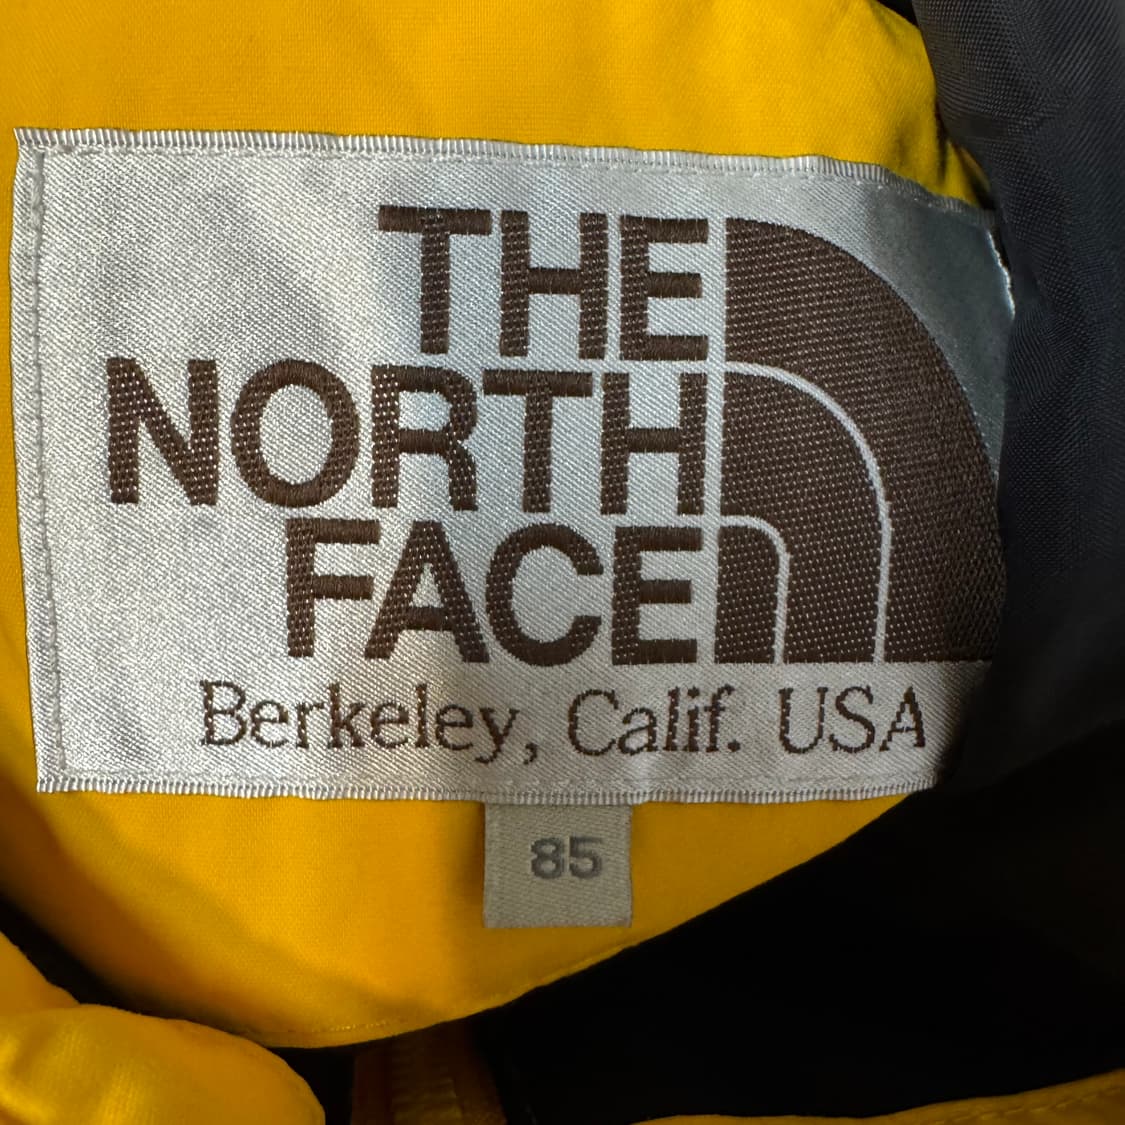 THE
NORTH
FACE
Berkeley, Calif. USA
85